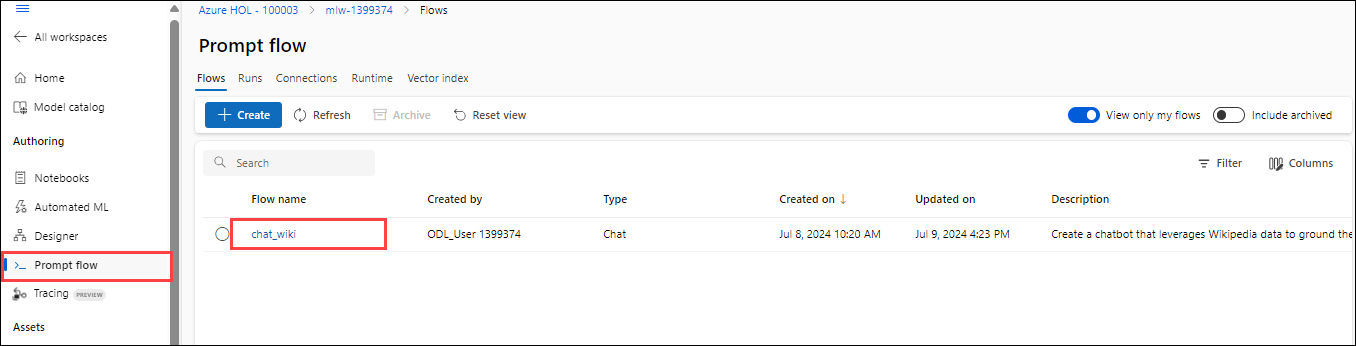 Azure HOL - 100003 > mlw-1399374 > Flows
All workspaces
Home
Model catalog
Authoring
Notebooks
Automated ML
Designer
Prompt flow
Tracing PREVIEW
Assets
Prompt flow
Flows Runs Connections Runtime Vector index
Create Refresh Archive Reset view View only my flows Include archived
Search Filter Columns
Flow name Created by Type Created on ↓ Updated on Description
chat_wiki ODL_User 1399374 Chat Jul 8, 2024 10:20 AM Jul 9, 2024 4:23 PM Create a chatbot that leverages Wikipedia data to ground the